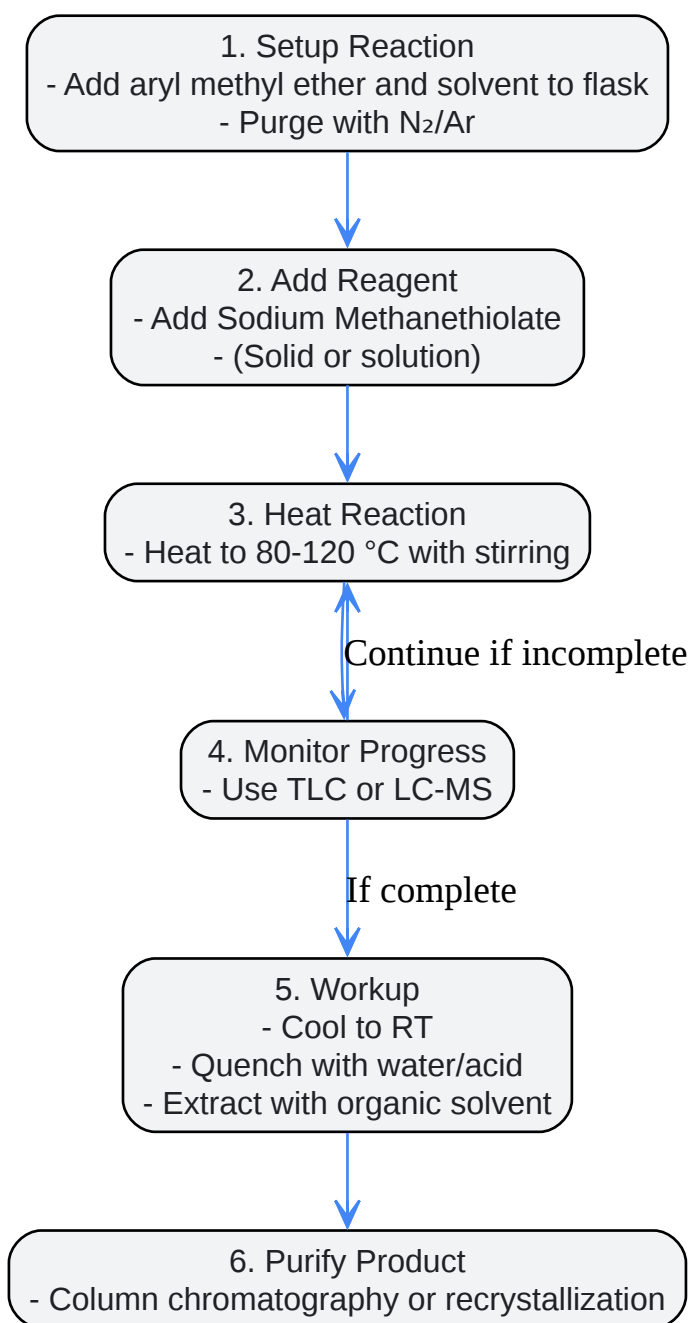 1. Setup Reaction
- Add aryl methyl ether and solvent to flask
- Purge with N₂/Ar
2. Add Reagent
- Add Sodium Methanethiolate
- (Solid or solution)
3. Heat Reaction
- Heat to 80-120 °C with stirring
Continue if incomplete
4. Monitor Progress
- Use TLC or LC-MS
If complete
5. Workup
- Cool to RT
- Quench with water/acid
- Extract with organic solvent
6. Purify Product
- Column chromatography or recrystallization